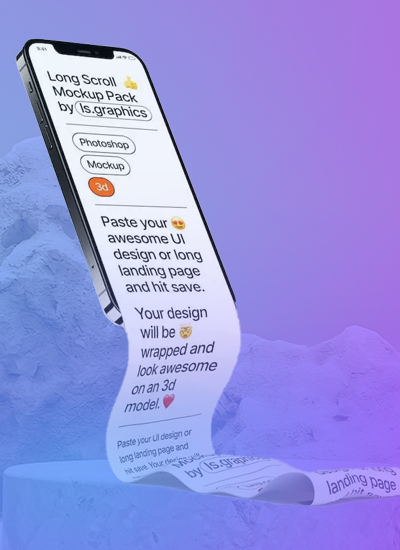 9:41
Long Scroll 👍
Mockup Pack
by ls.graphics
Photoshop
Mockup
3d
Paste your 😍
awesome UI
design or long
landing page
and hit save.
Your design
will be 🤯
wrapped and
look awesome
on an 3d
model. ❤️
Paste your UI design or
long landing page and
hit save. Your design
Mockup Pack
by ls.graphics
landing page